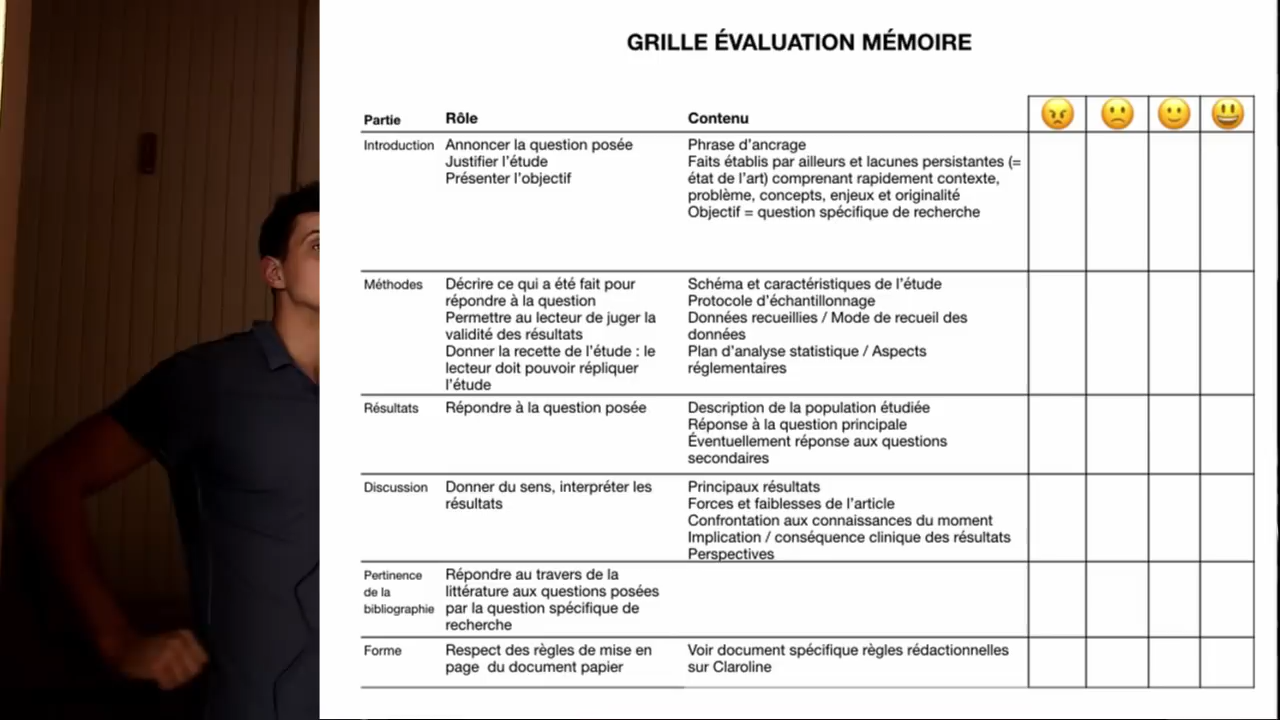 GRILLE ÉVALUATION MÉMOIRE
Partie Rôle Contenu
Introduction
Annoncer la question posée
Justifier l'étude
Présenter l'objectif
Phrase d'ancrage
Faits établis par ailleurs et lacunes persistantes (=
état de l'art) comprenant rapidement contexte,
problème, concepts, enjeux et originalité
Objectif = question spécifique de recherche
Méthodes
Décrire ce qui a été fait pour
répondre à la question
Permettre au lecteur de juger la
validité des résultats
Donner la recette de l'étude : le
lecteur doit pouvoir répliquer
l'étude
Schéma et caractéristiques de l'étude
Protocole d'échantillonnage
Données recueillies / Mode de recueil des
données
Plan d'analyse statistique / Aspects
réglementaires
Résultats
Répondre à la question posée
Description de la population étudiée
Réponse à la question principale
Éventuellement réponse aux questions
secondaires
Discussion
Donner du sens, interpréter les
résultats
Principaux résultats
Forces et faiblesses de l'article
Confrontation aux connaissances du moment
Implication / conséquence clinique des résultats
Perspectives
Pertinence
de la
bibliographie
Répondre au travers de la
littérature aux questions posées
par la question spécifique de
recherche
Forme
Respect des règles de mise en
page du document papier
Voir document spécifique règles rédactionnelles
sur Claroline